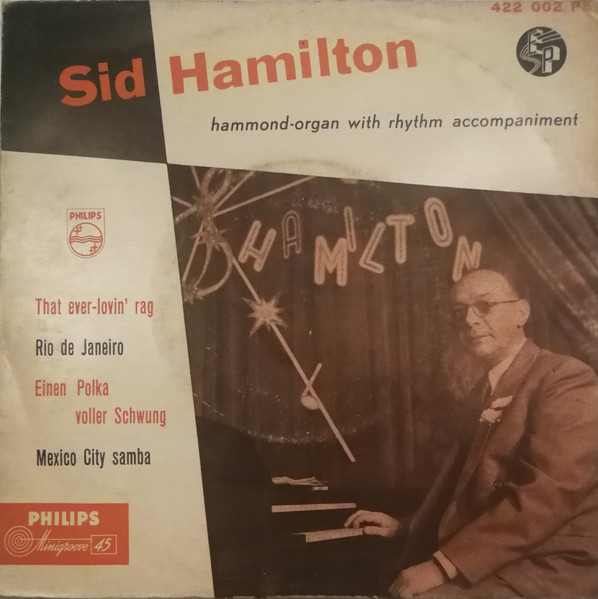 422 002 PE
EP
Sid Hamilton
hammond-organ with rhythm accompaniment
PHILIPS
HAMILTON
That ever-lovin' rag
Rio de Janeiro
Einen Polka
voller Schwung
Mexico City samba
PHILIPS
Minigroove 45